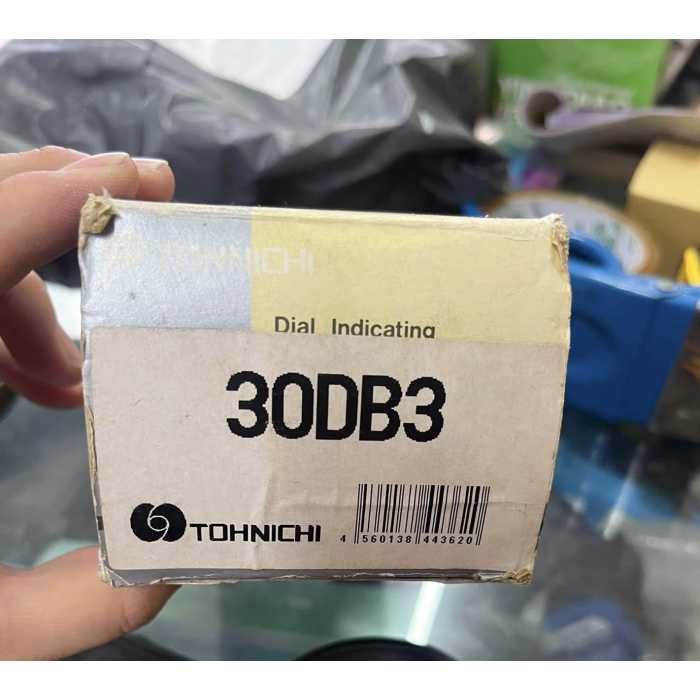 TOHNICHI
Dial Indicating
30DB3
TOHNICHI
4 560138 443620